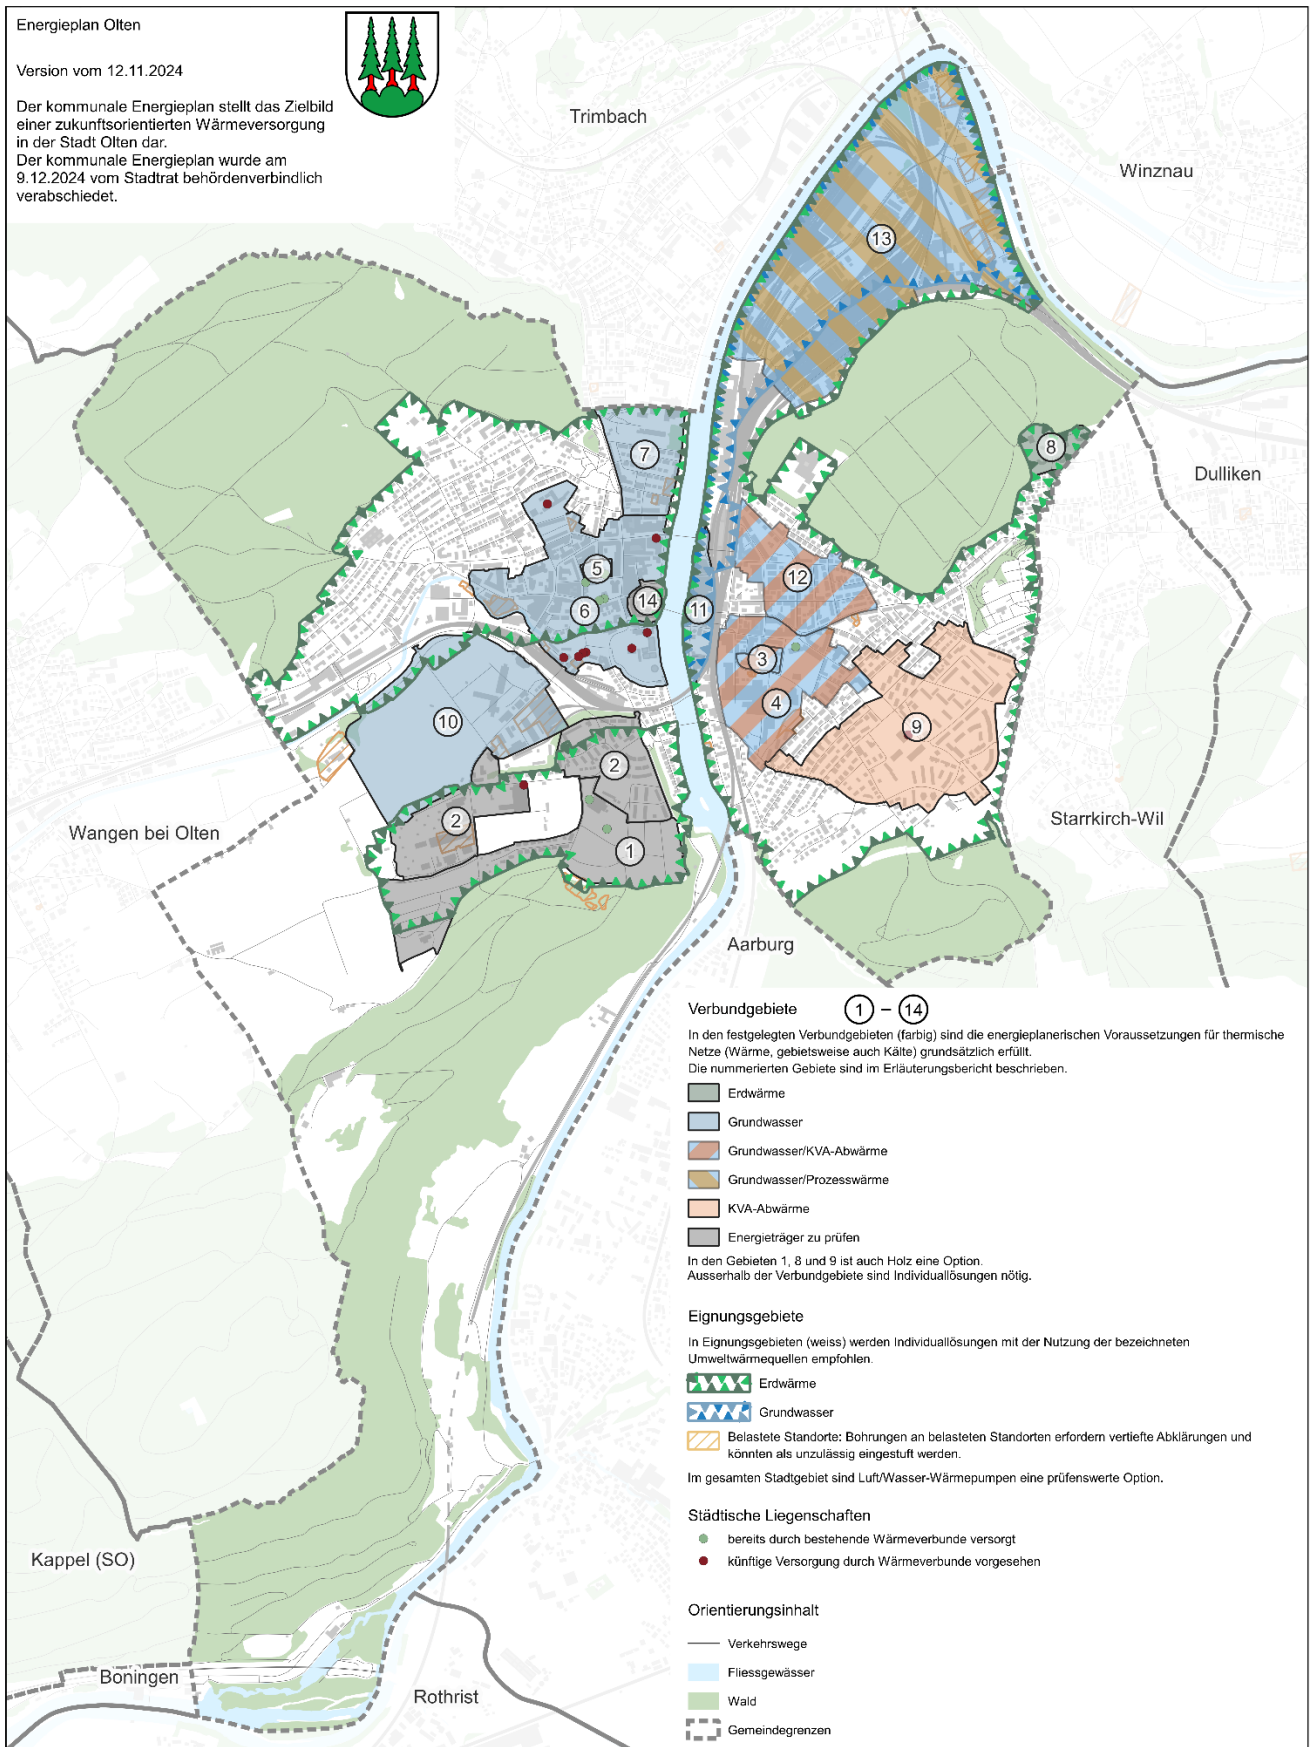 Energieplan Olten
Version vom 12.11.2024
Der kommunale Energieplan stellt das Zielbild
einer zukunftsorientierten Wärmeversorgung
in der Stadt Olten dar.
Der kommunale Energieplan wurde am
9.12.2024 vom Stadtrat behördenverbindlich
verabschiedet.
Trimbach
Winznau
13
7
8
Dulliken
5
12
14
6
11
3
4
10
9
2
2
Wangen bei Olten
Starrkirch-Wil
1
Aarburg
Verbundgebiete 1 – 14
In den festgelegten Verbundgebieten (farbig) sind die energieplanerischen Voraussetzungen für thermische
Netze (Wärme, gebietsweise auch Kälte) grundsätzlich erfüllt.
Die nummerierten Gebiete sind im Erläuterungsbericht beschrieben.
Erdwärme
Grundwasser
Grundwasser/KVA-Abwärme
Grundwasser/Prozesswärme
KVA-Abwärme
Energieträger zu prüfen
In den Gebieten 1, 8 und 9 ist auch Holz eine Option.
Ausserhalb der Verbundgebiete sind Individuallösungen nötig.
Eignungsgebiete
In Eignungsgebieten (weiss) werden Individuallösungen mit der Nutzung der bezeichneten
Umweltwärmequellen empfohlen.
Erdwärme
Grundwasser
Belastete Standorte: Bohrungen an belasteten Standorten erfordern vertiefte Abklärungen und
könnten als unzulässig eingestuft werden.
Im gesamten Stadtgebiet sind Luft/Wasser-Wärmepumpen eine prüfenswerte Option.
Städtische Liegenschaften
bereits durch bestehende Wärmeverbunde versorgt
künftige Versorgung durch Wärmeverbunde vorgesehen
Kappel (SO)
Orientierungsinhalt
Verkehrswege
Fliessgewässer
Wald
Gemeindegrenzen
Boningen
Rothrist